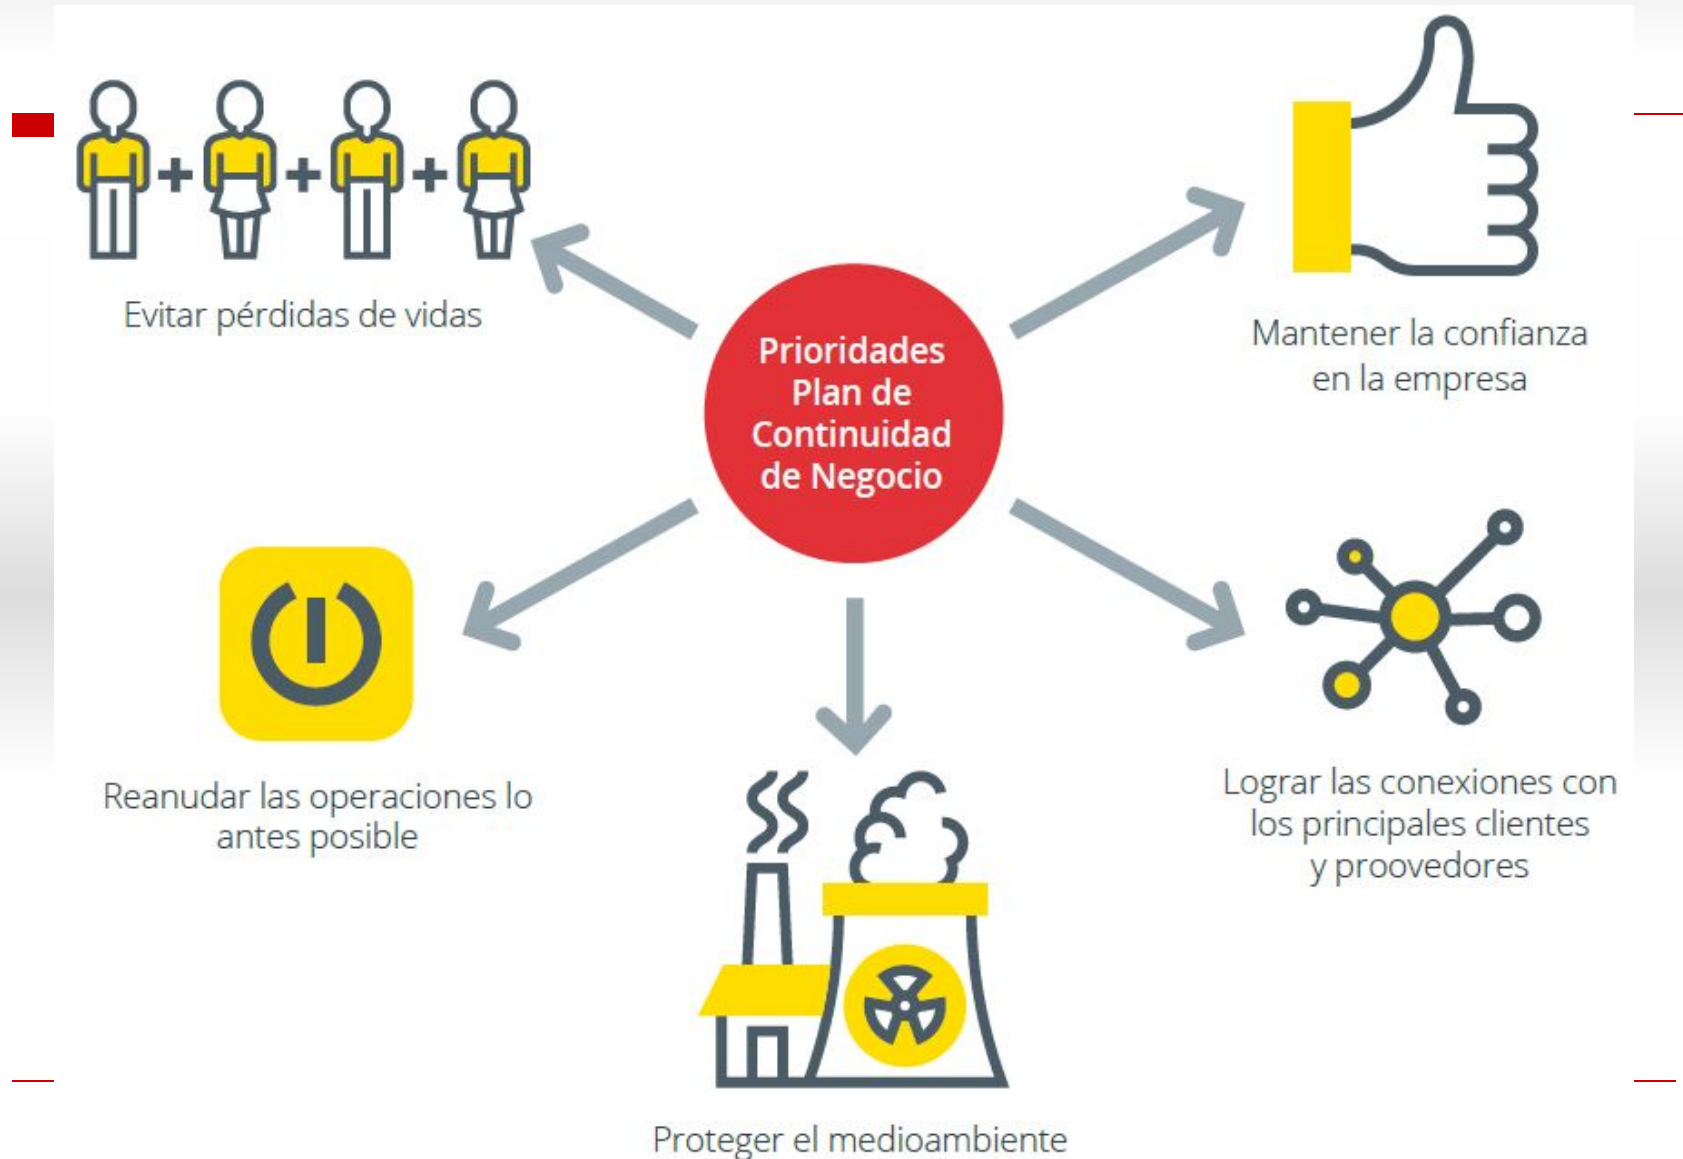 Evitar pérdidas de vidas
Mantener la confianza
en la empresa
Prioridades
Plan de
Continuidad
de Negocio
Reanudar las operaciones lo
antes posible
Lograr las conexiones con
los principales clientes
y proovedores
Proteger el medioambiente